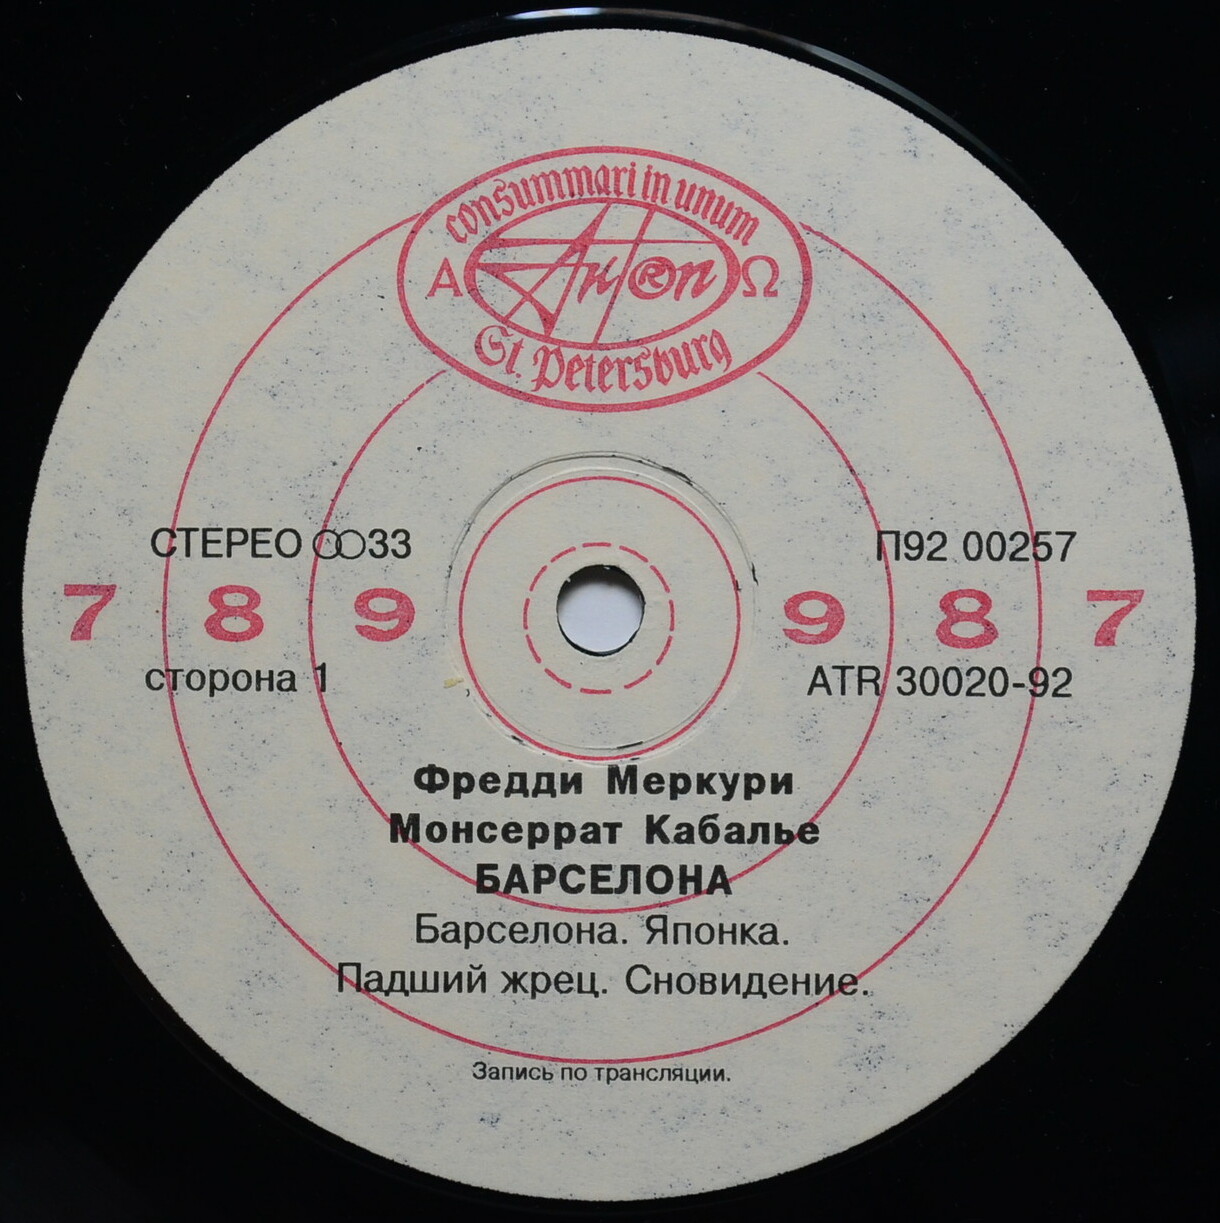 consummari in unum
Α AnTRop Ω
St. Petersburg
СТЕРЕО 33
П92 00257
7 8 9 9 8 7
сторона 1
ATR 30020-92
Фредди Меркури
Монсеррат Кабалье
БАРСЕЛОНА
Барселона. Японка.
Падший жрец. Сновидение.
Запись по трансляции.